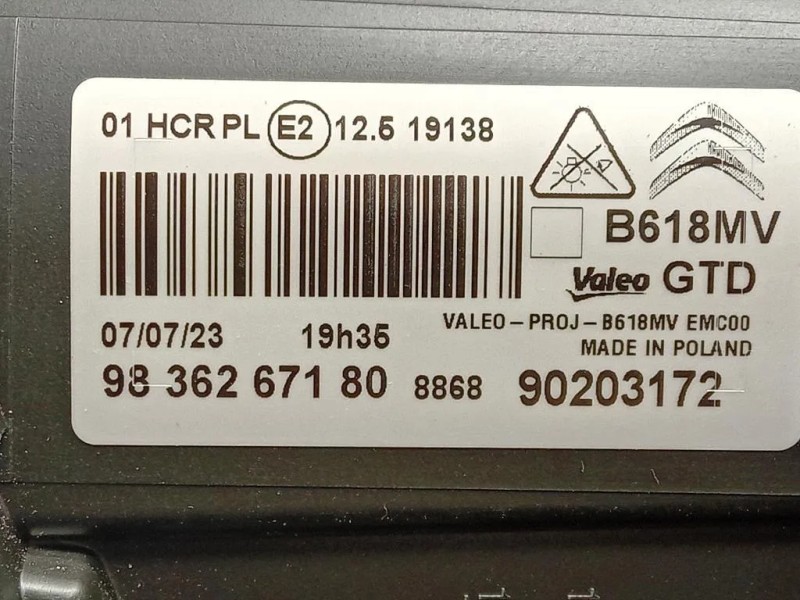 01 HCR PL E2 12.5 19138
B618MV
Valeo GTD
07/07/23 19h35
VALEO-PROJ-B618MV EMC00
MADE IN POLAND
98 362 671 80 8868 90203172